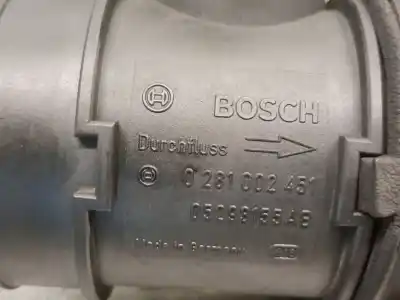 BOSCH
Durchfluss
0 281 002 451
05099155AB
Made in Germany